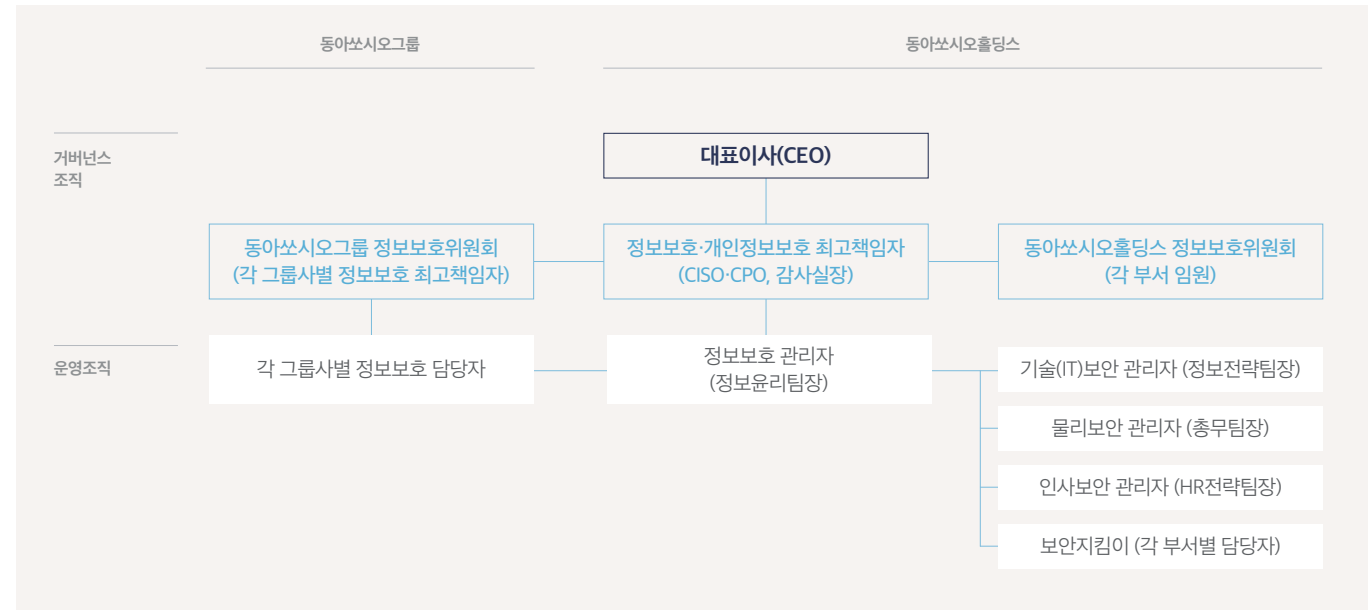 동아쏘시오그룹
동아쏘시오홀딩스
거버넌스
조직
대표이사(CEO)
동아쏘시오그룹 정보보호위원회
(각 그룹사별 정보보호 최고책임자)
정보보호·개인정보보호 최고책임자
(CISO·CPO, 감사실장)
동아쏘시오홀딩스 정보보호위원회
(각 부서 임원)
운영조직
각 그룹사별 정보보호 담당자
정보보호 관리자
(정보윤리팀장)
기술(IT)보안 관리자 (정보전략팀장)
물리보안 관리자 (총무팀장)
인사보안 관리자 (HR전략팀장)
보안지킴이 (각 부서별 담당자)